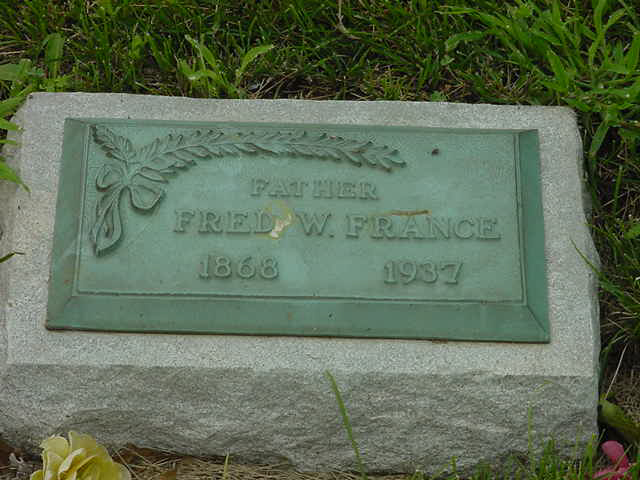 FATHER
FRED W. FRANCE
1868 1937